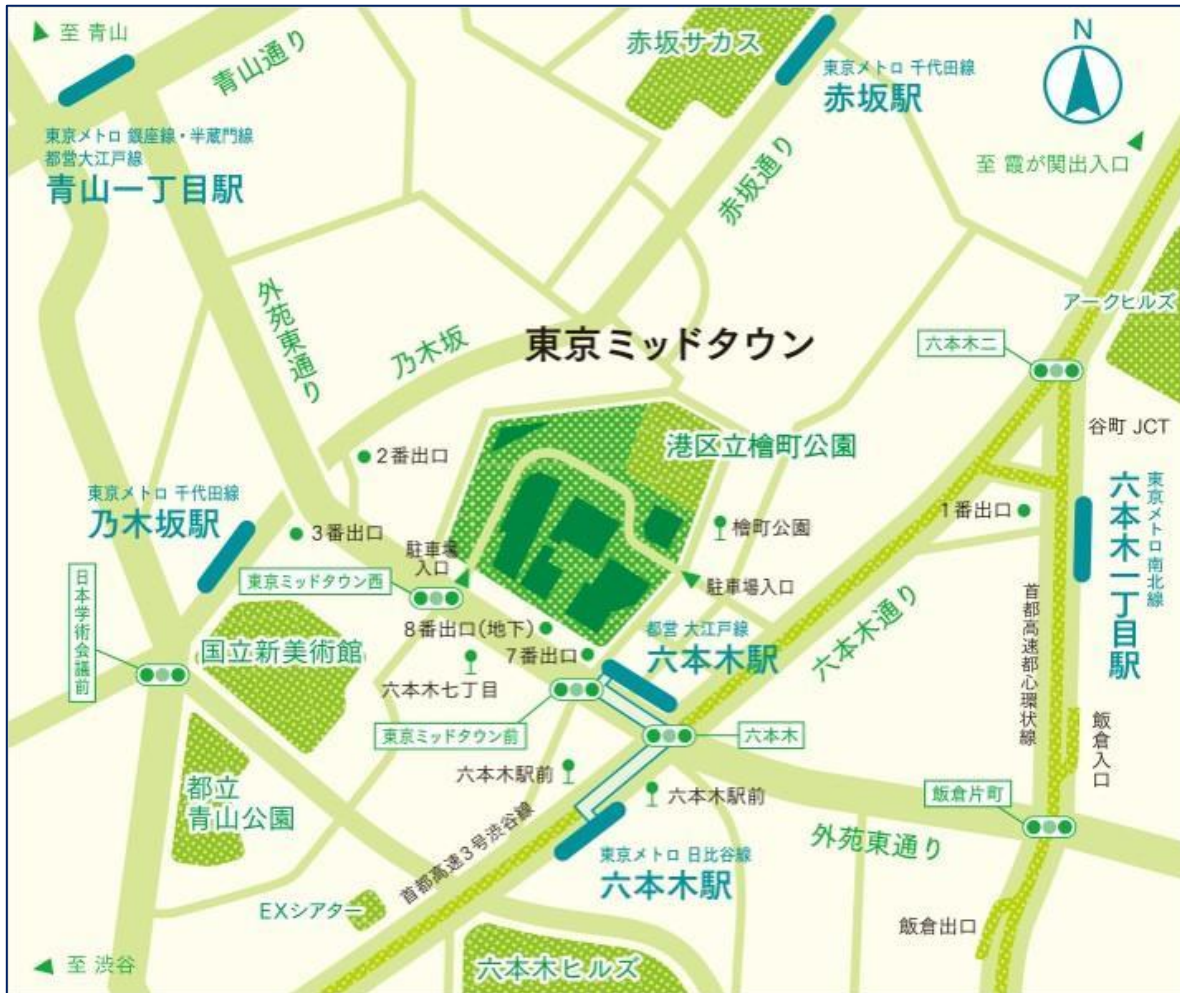 至 青山
青山通り
赤坂サカス
東京メトロ 千代田線
赤坂駅
N
東京メトロ 銀座線・半蔵門線
都営大江戸線
青山一丁目駅
至 霞が関出入口
赤坂通り
外苑東通り
アークヒルズ
乃木坂
東京ミッドタウン
六本木二
谷町 JCT
2番出口
港区立檜町公園
東京メトロ 千代田線
乃木坂駅
3番出口
檜町公園
1番出口
東京メトロ南北線
六本木一丁目駅
駐車場
入口
東京ミッドタウン西
駐車場入口
日本学術会議前
国立新美術館
8番出口(地下)
7番出口
都営 大江戸線
六本木駅
六本木通り
首都高速都心環状線
六本木七丁目
東京ミッドタウン前
六本木
飯倉入口
六本木駅前
六本木駅前
都立
青山公園
飯倉片町
外苑東通り
首都高速3号渋谷線
東京メトロ 日比谷線
六本木駅
EXシアター
飯倉出口
至 渋谷
六本木ヒルズ